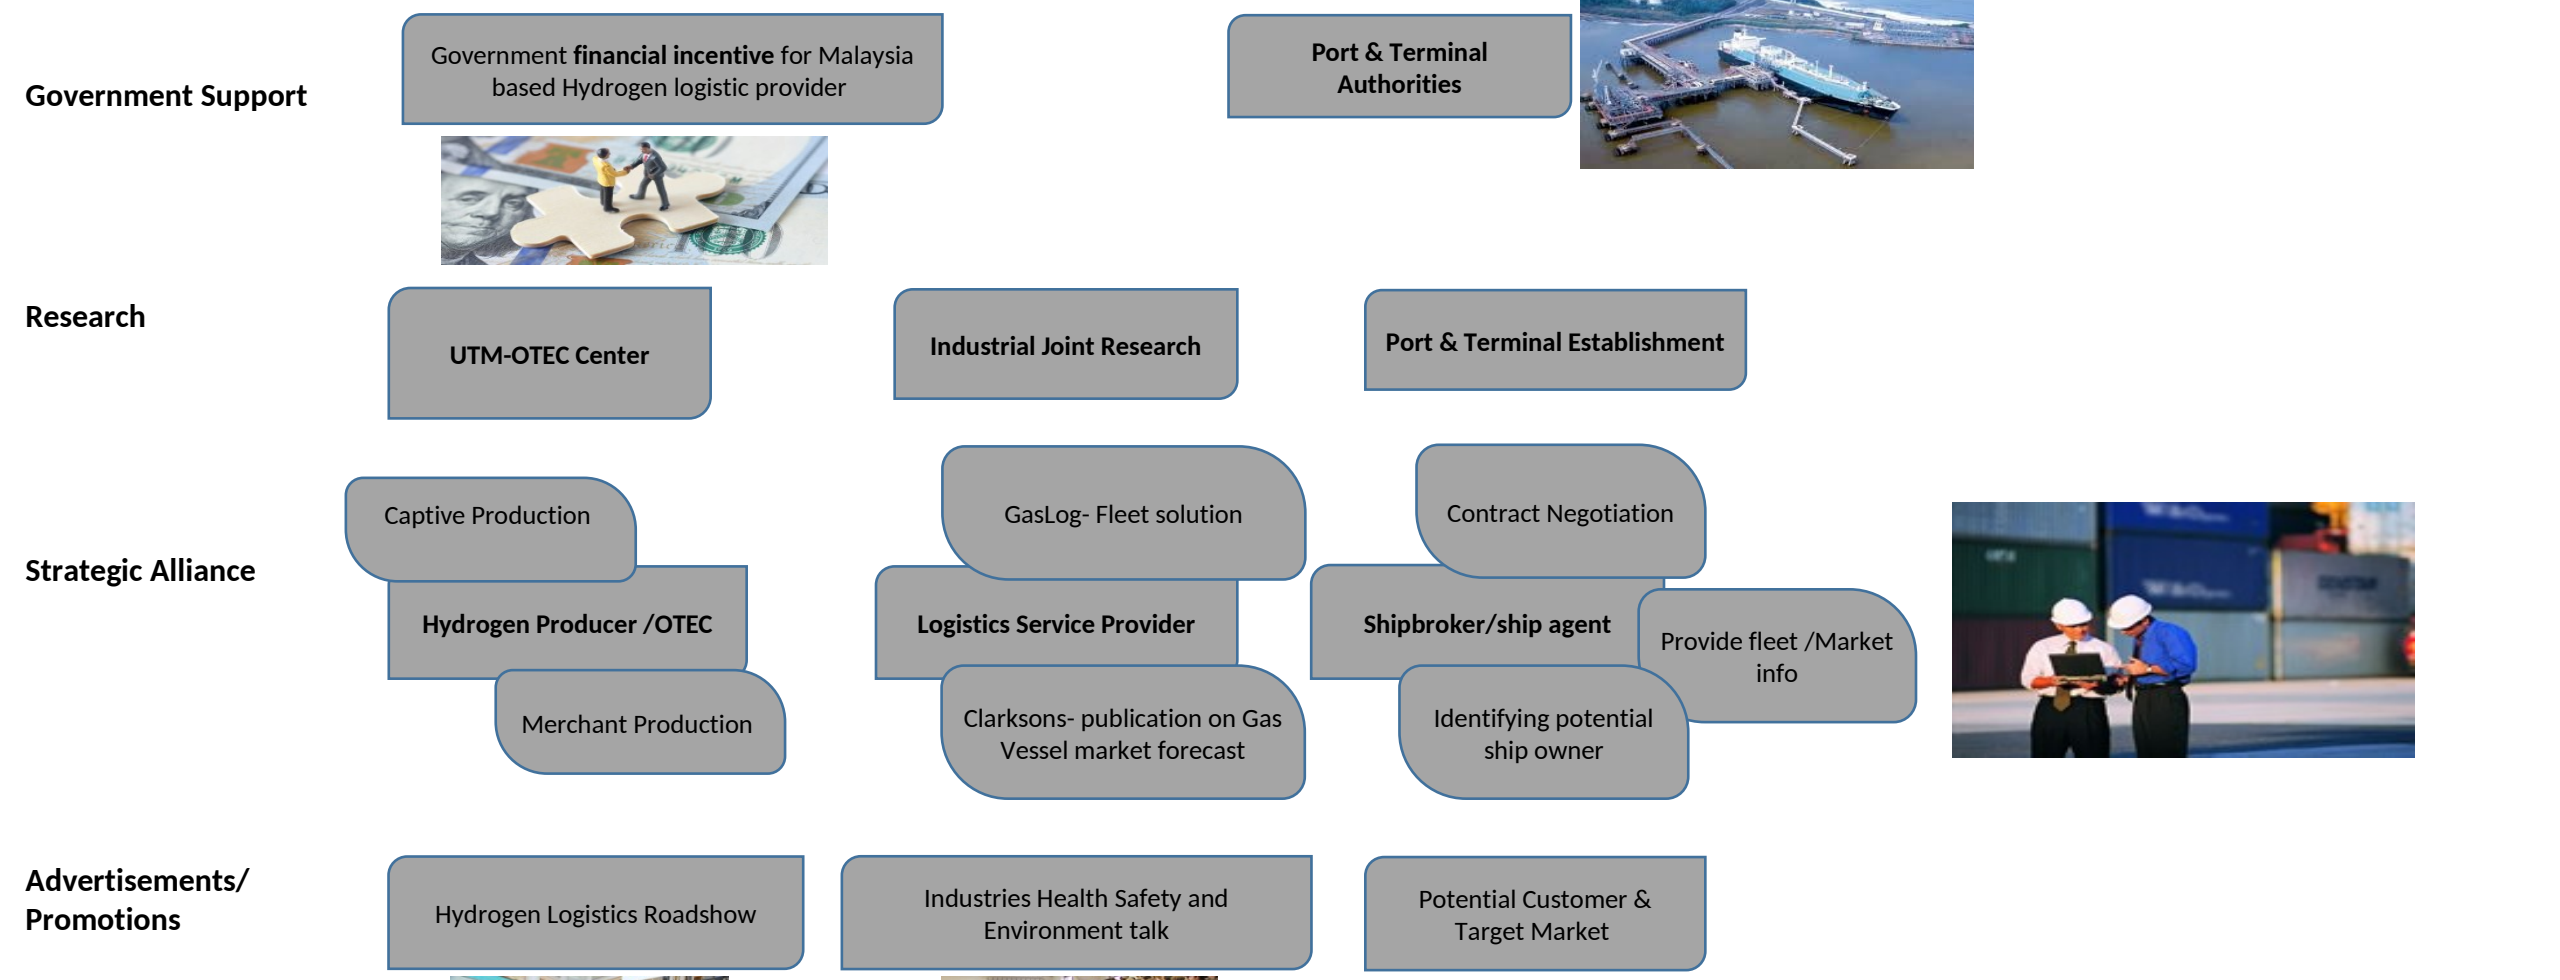 Government Support
Government financial incentive for Malaysia
based Hydrogen logistic provider
Port & Terminal
Authorities
Research
UTM-OTEC Center
Industrial Joint Research
Port & Terminal Establishment
Strategic Alliance
Captive Production
Hydrogen Producer /OTEC
Merchant Production
GasLog- Fleet solution
Logistics Service Provider
Clarksons- publication on Gas
Vessel market forecast
Contract Negotiation
Shipbroker/ship agent
Provide fleet /Market
info
Identifying potential
ship owner
Advertisements/
Promotions
Hydrogen Logistics Roadshow
Industries Health Safety and
Environment talk
Potential Customer &
Target Market